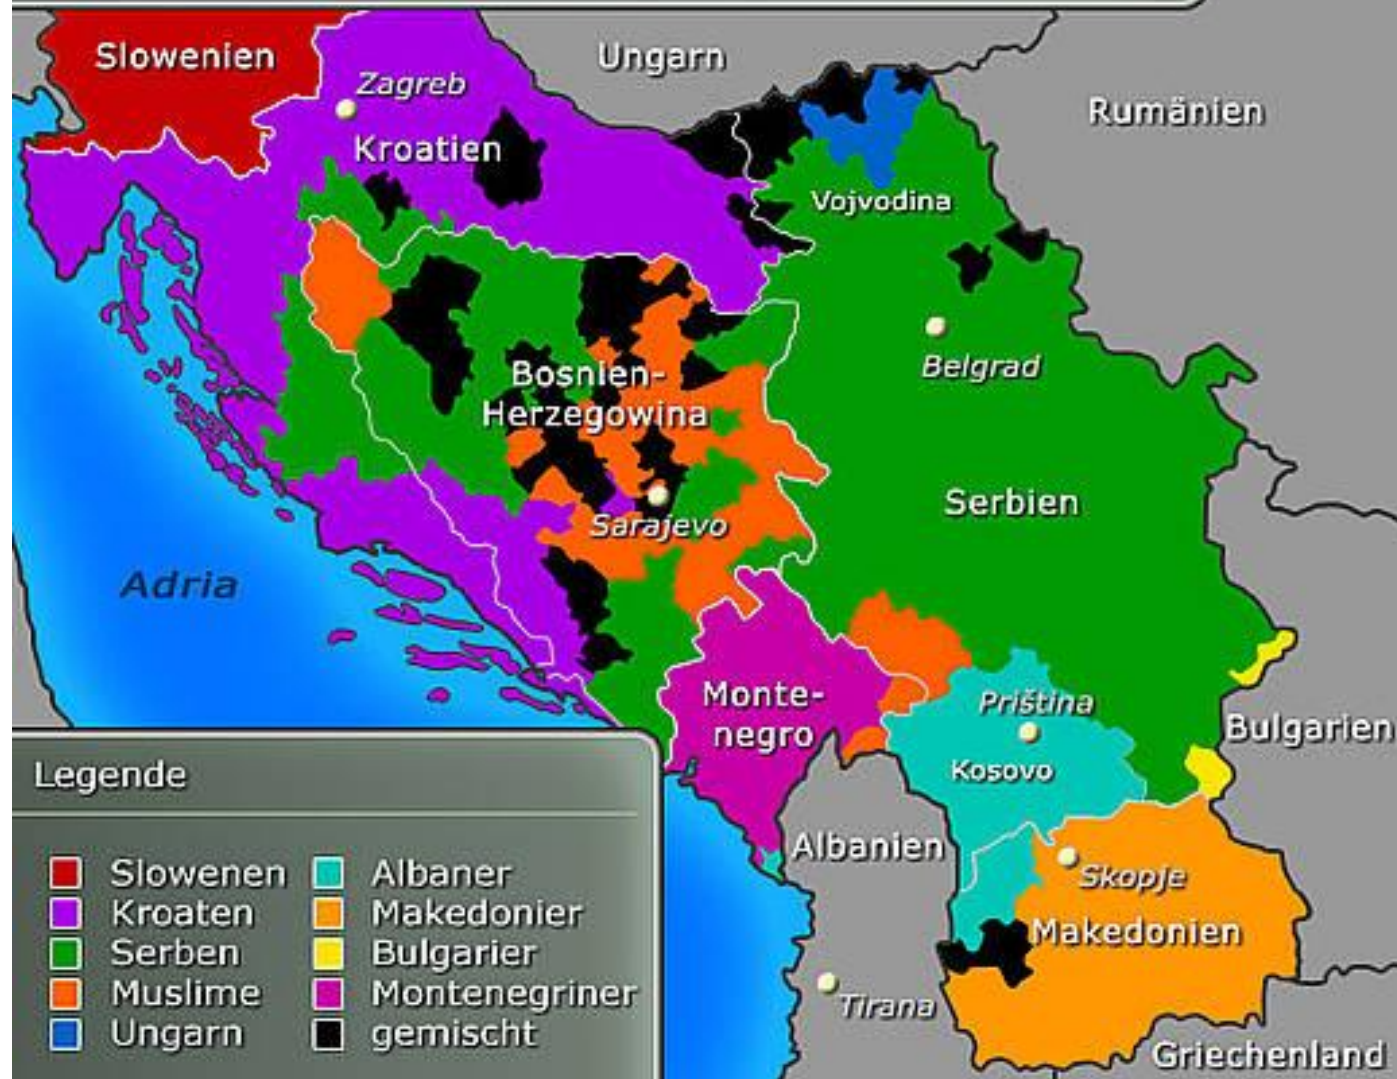 Slowenien
Ungarn
Zagreb
Rumänien
Kroatien
Vojvodina
Belgrad
Bosnien-
Herzegowina
Serbien
Sarajevo
Adria
Monte-
negro
Priština
Bulgarien
Kosovo
Albanien
Skopje
Makedonien
Tirana
Griechenland
Legende
Slowenen
Kroaten
Serben
Muslime
Ungarn
Albaner
Makedonier
Bulgarier
Montenegriner
gemischt